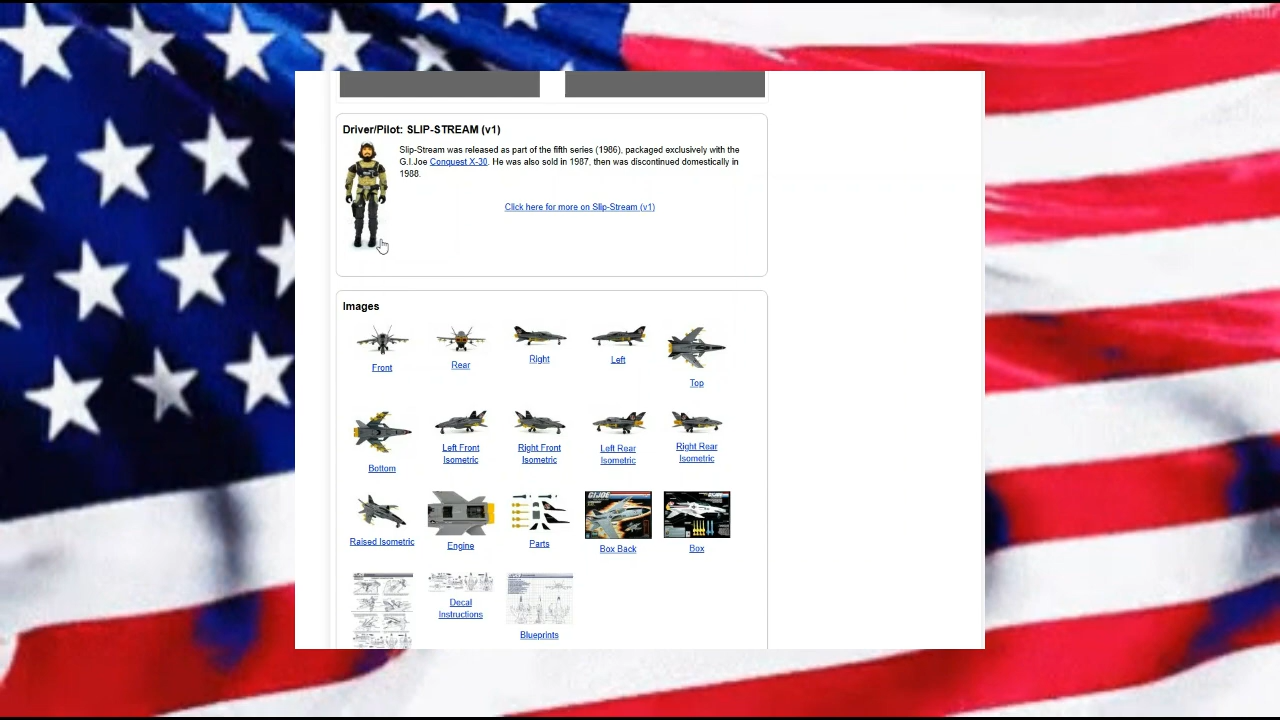 Driver/Pilot: SLIP-STREAM (v1)
Slip-Stream was released as part of the fifth series (1986), packaged exclusively with the
G.I.Joe Conquest X-30. He was also sold in 1987, then was discontinued domestically in
1988.
Click here for more on Slip-Stream (v1)
Images
Front
Rear
Right
Left
Top
Bottom
Left Front
Isometric
Right Front
Isometric
Left Rear
Isometric
Right Rear
Isometric
Raised Isometric
Engine
Parts
G.I.JOE
Box Back
Box
Decal
Instructions
Blueprints